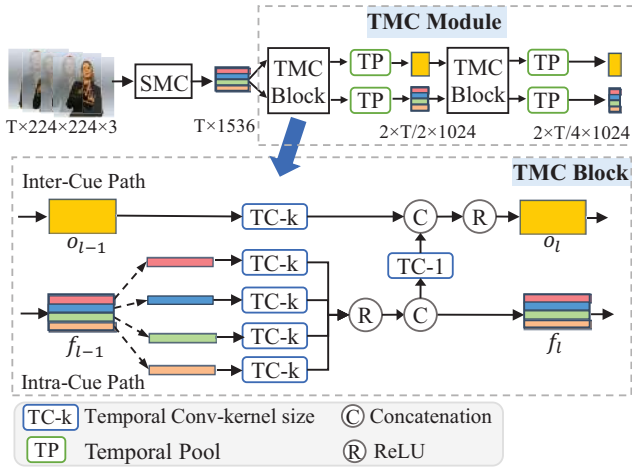 TMC Module
SMC
TMC
Block
TP
TP
TMC
Block
TP
TP
T×224×224×3
T×1536
2×T/2×1024
2×T/4×1024
TMC Block
Inter-Cue Path
o_{l-1}
TC-k
C
R
o_l
TC-1
TC-k
TC-k
TC-k
TC-k
R
C
f_{l-1}
f_l
Intra-Cue Path
TC-k Temporal Conv-kernel size
C Concatenation
TP Temporal Pool
R ReLU